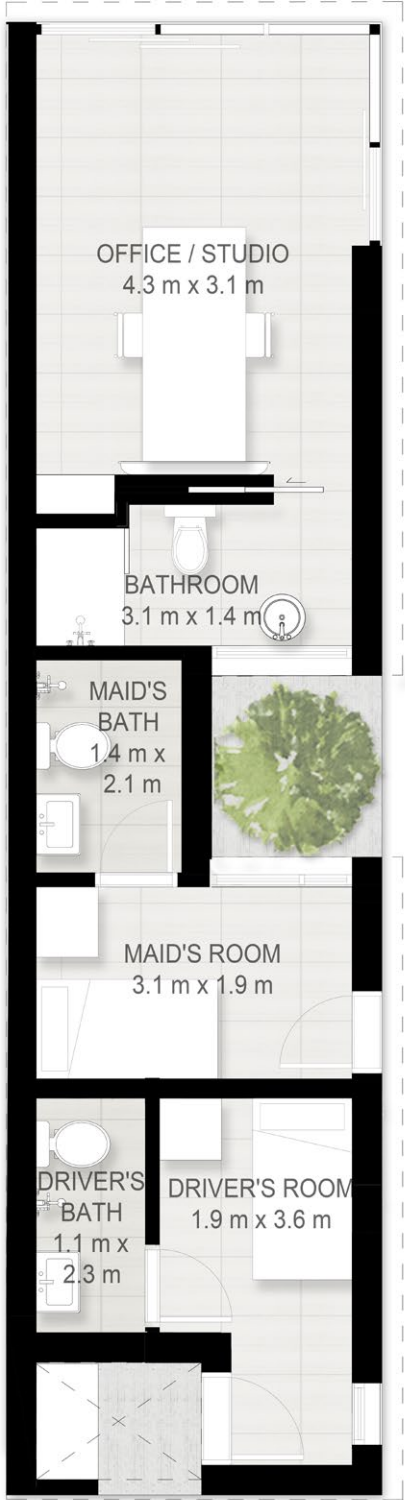 OFFICE / STUDIO
4.3 m x 3.1 m
BATHROOM
3.1 m x 1.4 m
MAID'S
BATH
1.4 m x
2.1 m
MAID'S ROOM
3.1 m x 1.9 m
DRIVER'S
BATH
1.1 m x
2.3 m
DRIVER'S ROOM
1.9 m x 3.6 m